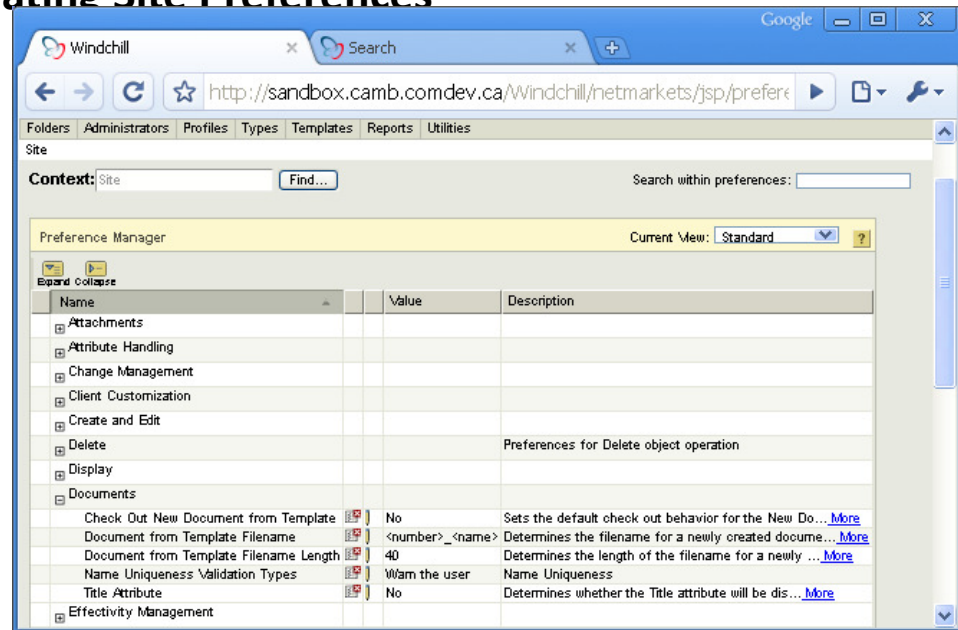 ating Site Preferences
Google
Windchill
Search
http://sandbox.camb.comdev.ca/Windchill/netmarkets/jsp/prefere
Folders Administrators Profiles Types Templates Reports Utilities
Site
Context: Site Find... Search within preferences:
Preference Manager Current View: Standard ?
Expand Collapse
Name Value Description
Attachments
Attribute Handling
Change Management
Client Customization
Create and Edit
Delete Preferences for Delete object operation
Display
Documents
Check Out New Document from Template No Sets the default check out behavior for the New Do... More
Document from Template Filename <number>_<name> Determines the filename for a newly created docume... More
Document from Template Filename Length 40 Determines the length of the filename for a newly ... More
Name Uniqueness Validation Types Warn the user Name Uniqueness
Title Attribute No Determines whether the Title attribute will be dis... More
Effectivity Management